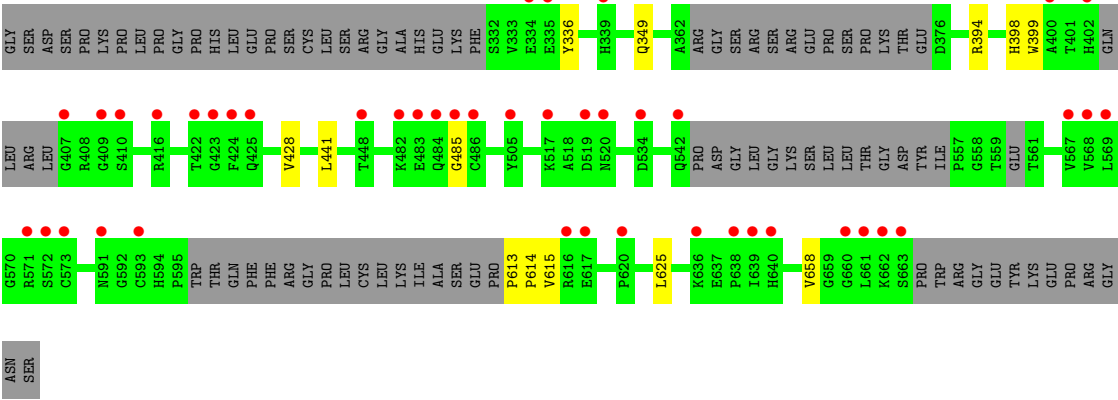 GLY SER ASP SER PRO LYS PRO LEU PRO GLY PRO HIS LEU GLU PRO SER CYS LEU SER ARG GLY ALA HIS GLU LYS PHE S332 V333 E334 E335 Y336 H339 Q349 A362 ARG GLY SER ARG SER ARG GLU PRO SER PRO LYS THR GLU D376 R394 H398 W399 A400 T401 H402 GLN
LEU ARG LEU G407 R408 G409 S410 R416 T422 G423 F424 Q425 V428 L441 T448 K482 E483 Q484 G485 C486 Y505 K517 A518 D519 N520 D534 Q542 PRO ASP GLY LEU GLY LYS SER LEU LEU THR GLY ASP TYR ILE P557 G558 T559 GLU T561 V567 V568 L569
G570 R571 S572 C573 N591 G592 C593 H594 P595 TRP THR GLN PHE PHE ARG GLY PRO LEU CYS LEU LYS ILE ALA SER GLU PRO P613 P614 V615 R616 E617 P620 L625 K636 E637 P638 I639 H640 V658 G659 G660 L661 K662 S663 PRO TRP ARG GLY GLU TYR LYS GLU PRO ARG GLY
ASN SER